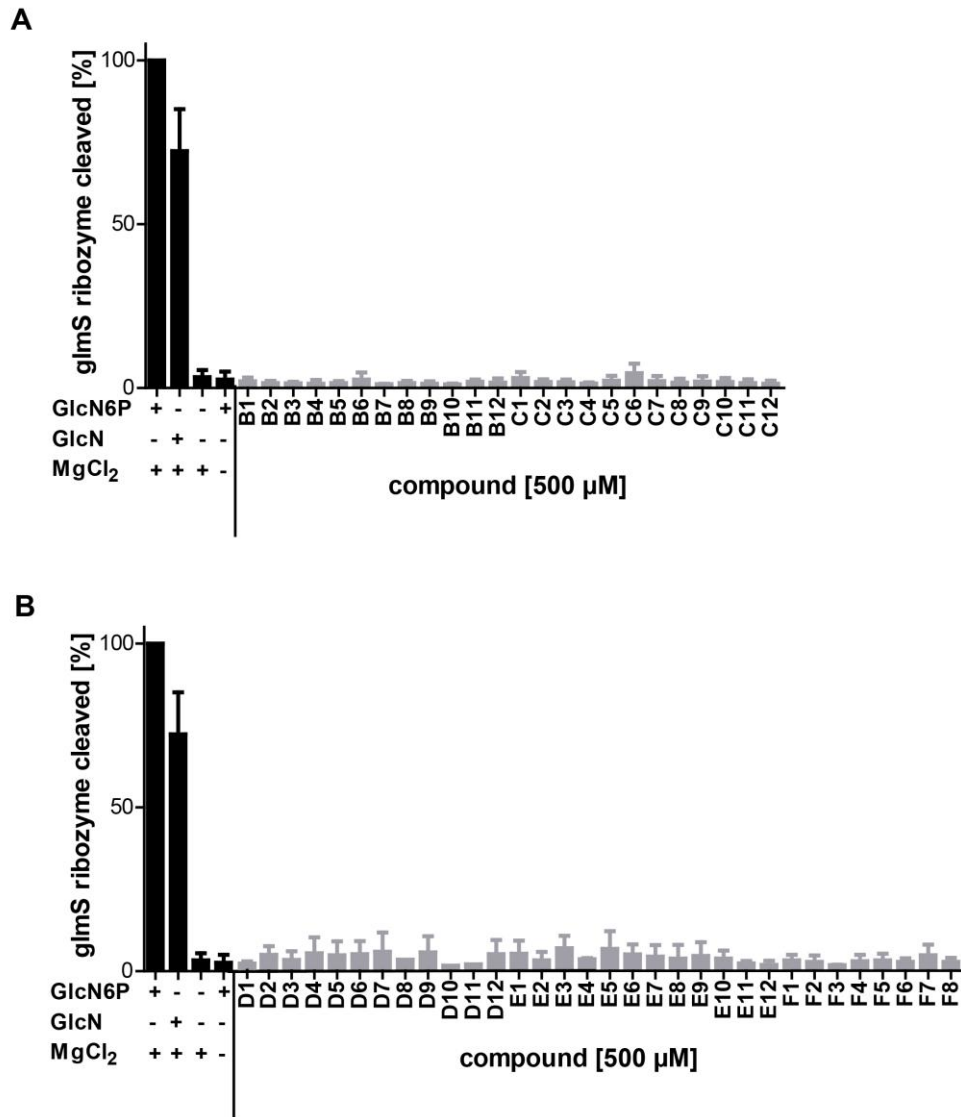 A
glmS ribozyme cleaved [%]
100
50
0
GlcN6P + - - +
GlcN - + - -
MgCl2 + + + -
B1 B2 B3 B4 B5 B6 B7 B8 B9 B10 B11 B12 C1 C2 C3 C4 C5 C6 C7 C8 C9 C10 C11 C12
compound [500 µM]
B
glmS ribozyme cleaved [%]
100
50
0
GlcN6P + - - +
GlcN - + - -
MgCl2 + + + -
D1 D2 D3 D4 D5 D6 D7 D8 D9 D10 D11 D12 E1 E2 E3 E4 E5 E6 E7 E8 E9 E10 E11 E12 F1 F2 F3 F4 F5 F6 F7 F8
compound [500 µM]